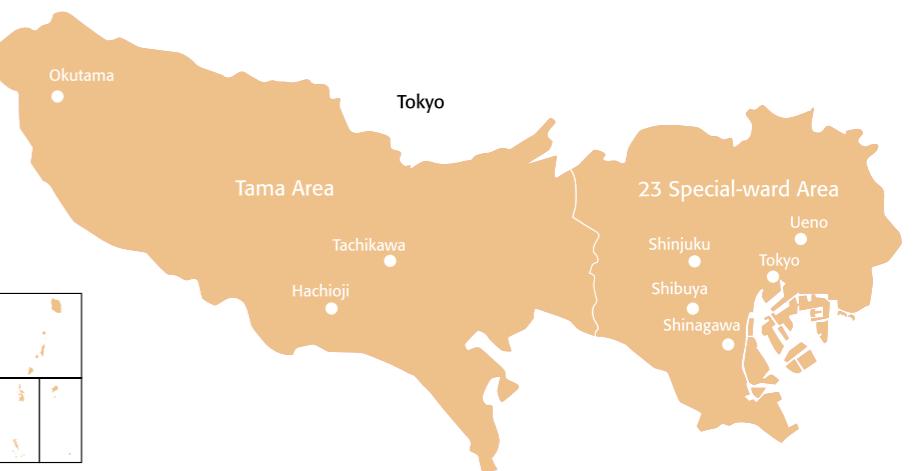 Okutama
Tokyo
Tama Area
23 Special-ward Area
Ueno
Shinjuku
Tachikawa
Tokyo
Hachioji
Shibuya
Shinagawa